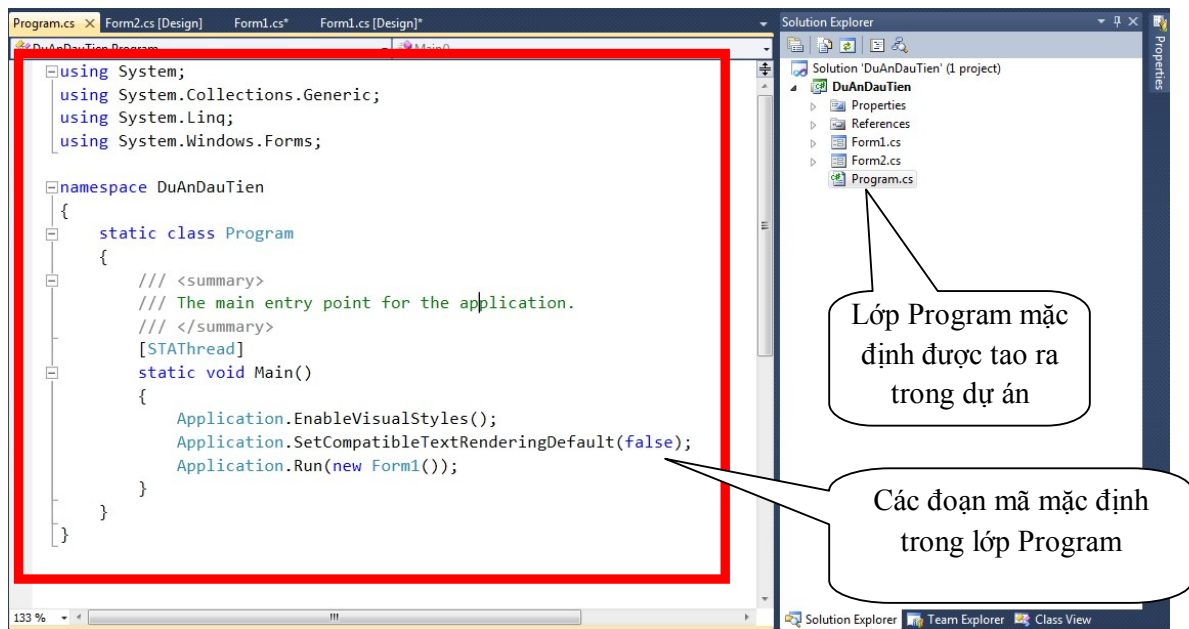 Program.cs Form2.cs [Design] Form1.cs* Form1.cs [Design]*
DuAnDauTien.Program Main()
using System;
using System.Collections.Generic;
using System.Linq;
using System.Windows.Forms;
namespace DuAnDauTien
{
static class Program
{
/// <summary>
/// The main entry point for the application.
/// </summary>
[STAThread]
static void Main()
{
Application.EnableVisualStyles();
Application.SetCompatibleTextRenderingDefault(false);
Application.Run(new Form1());
}
}
}
133 %
Solution Explorer
Solution 'DuAnDauTien' (1 project)
DuAnDauTien
Properties
References
Form1.cs
Form2.cs
Program.cs
Properties
Lớp Program mặc
định được tao ra
trong dự án
Các đoạn mã mặc định
trong lớp Program
Solution Explorer Team Explorer Class View